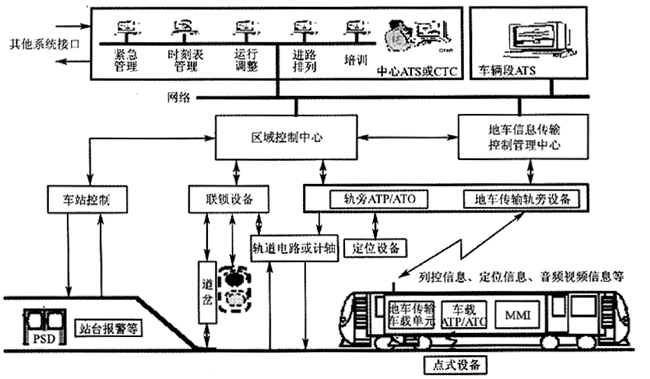 其他系统接口
紧急
管理
时刻表
管理
运行
调整
进路
排列
培训
中心ATS或CTC
车辆段ATS
网络
区域控制中心
地车信息传输
控制管理中心
车站控制
联锁设备
轨旁ATP/ATO
地车传输轨旁设备
轨道电路或计轴
定位设备
道
岔
列控信息、定位信息、音频视频信息等
PSD
站台报警等
地车传输
车载单元
车载
ATP/ATO
MMI
点式设备